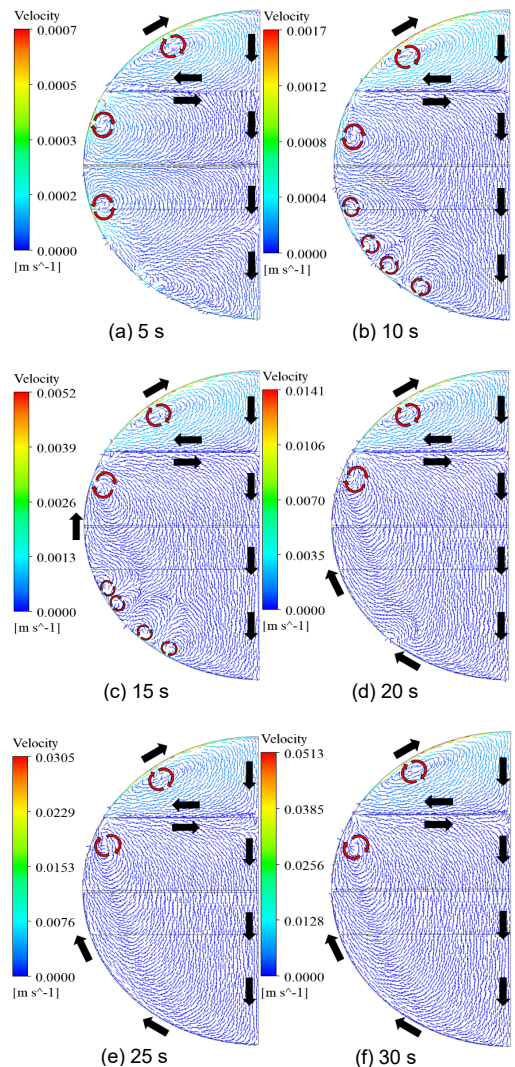 Velocity
0.0007
0.0005
0.0003
0.0002
0.0000
[m s^-1]
(a) 5 s
Velocity
0.0017
0.0012
0.0008
0.0004
0.0000
[m s^-1]
(b) 10 s
Velocity
0.0052
0.0039
0.0026
0.0013
0.0000
[m s^-1]
(c) 15 s
Velocity
0.0141
0.0106
0.0070
0.0035
0.0000
[m s^-1]
(d) 20 s
Velocity
0.0305
0.0229
0.0153
0.0076
0.0000
[m s^-1]
(e) 25 s
Velocity
0.0513
0.0385
0.0256
0.0128
0.0000
[m s^-1]
(f) 30 s